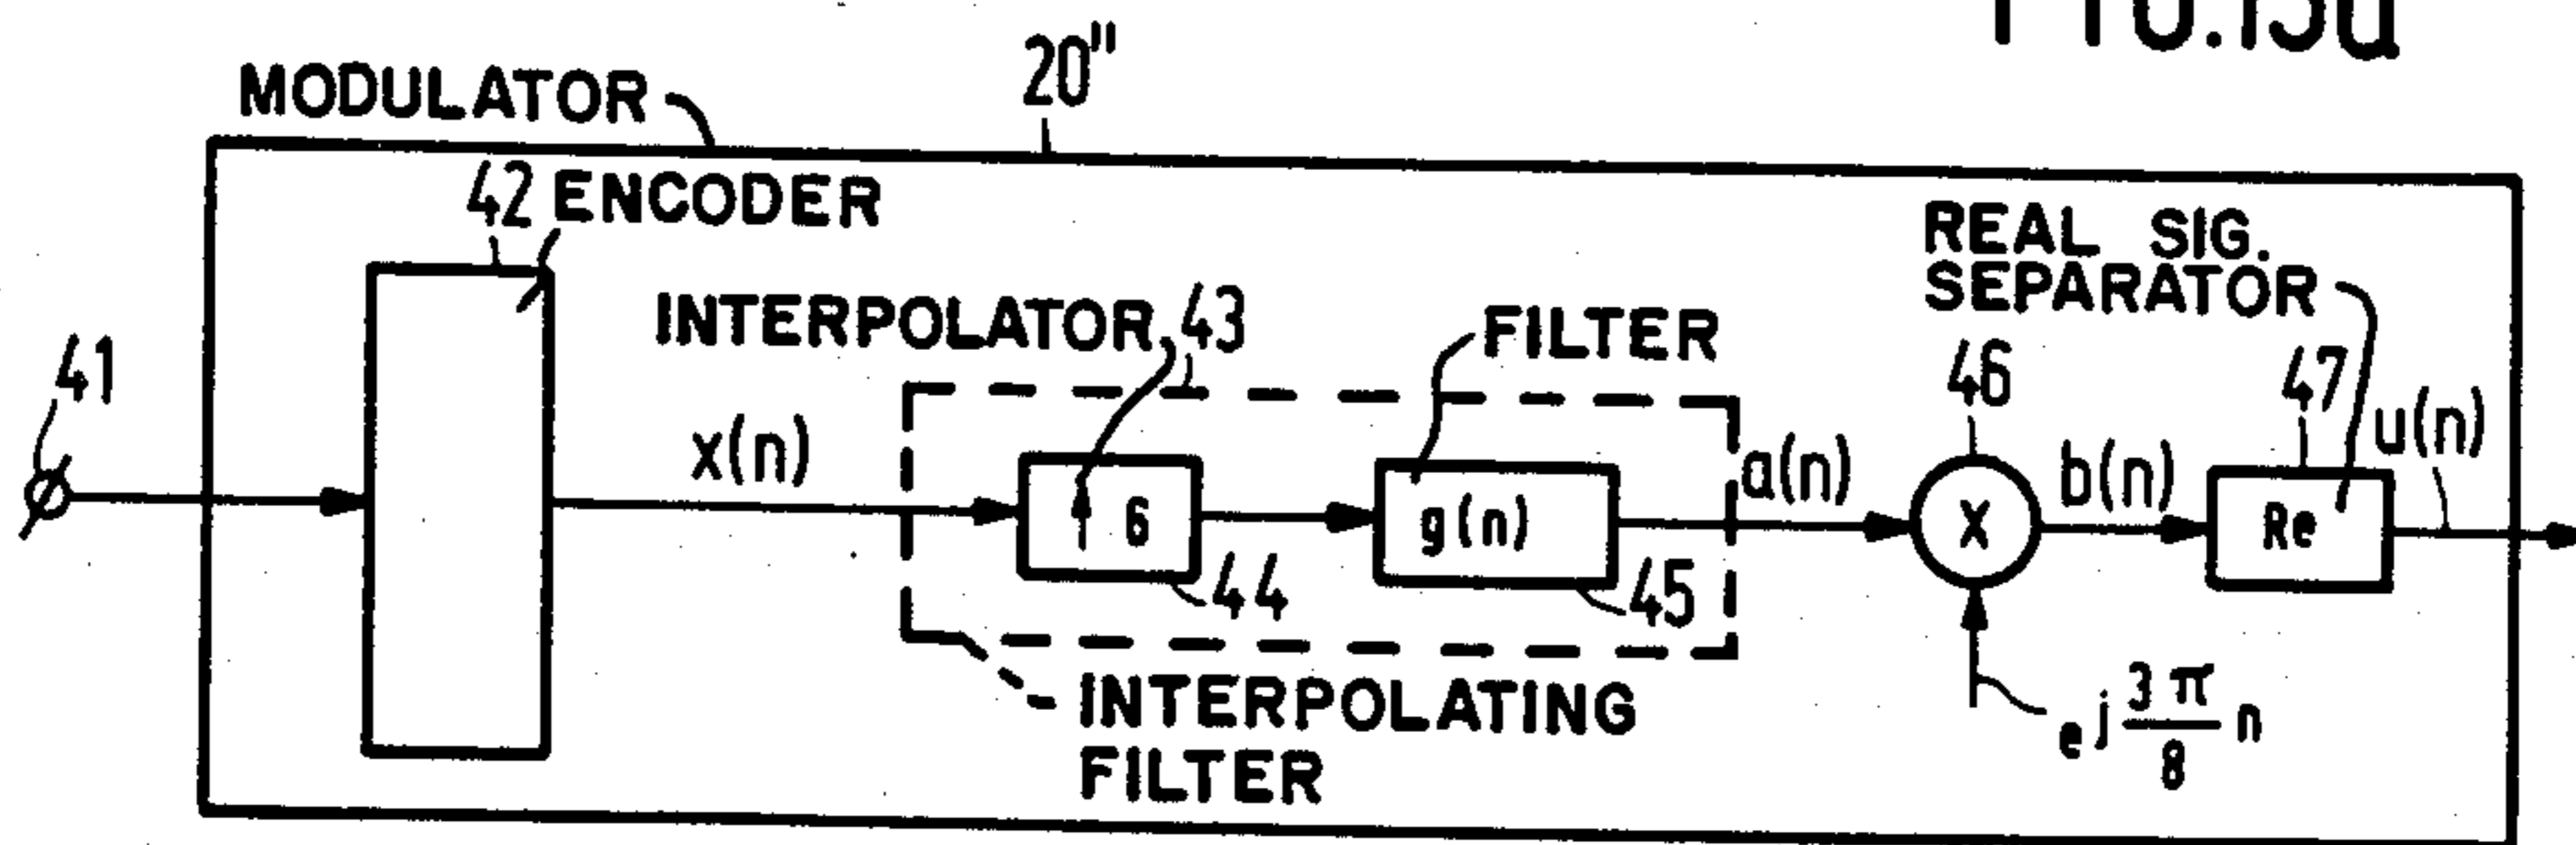 FIG.15a
MODULATOR
20"
42 ENCODER
REAL SIG.
SEPARATOR
INTERPOLATOR 43
FILTER
41
46
47
x(n)
a(n)
b(n)
u(n)
↑ 6
g(n)
X
Re
44
45
INTERPOLATING
FILTER
e j 3π/8 n